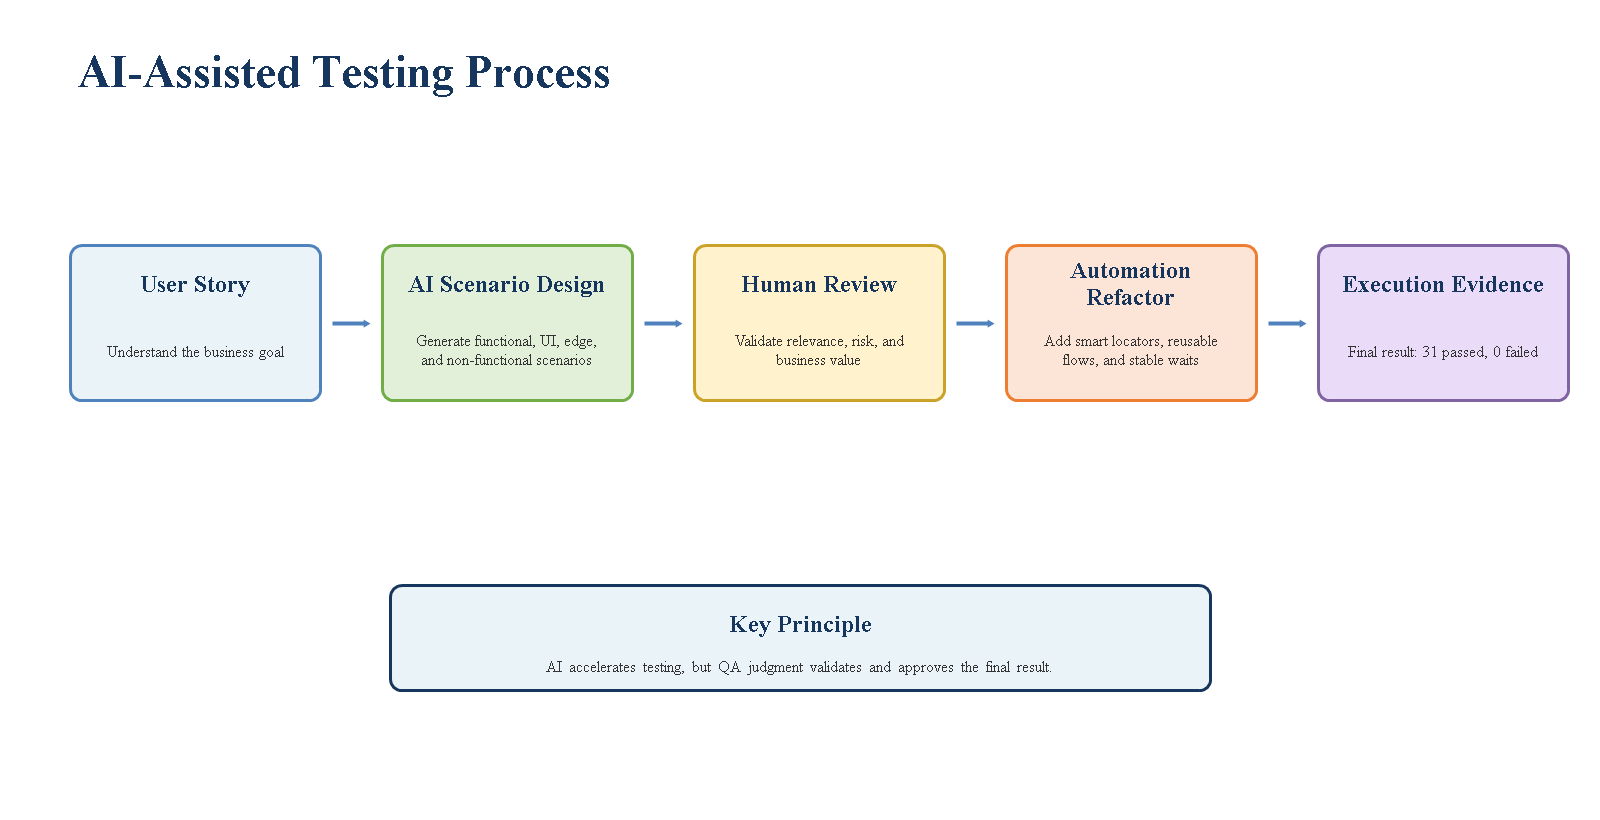 AI-Assisted Testing Process
User Story
Understand the business goal
AI Scenario Design
Generate functional, UI, edge,
and non-functional scenarios
Human Review
Validate relevance, risk, and
business value
Automation
Refactor
Add smart locators, reusable
flows, and stable waits
Execution Evidence
Final result: 31 passed, 0 failed
Key Principle
AI accelerates testing, but QA judgment validates and approves the final result.